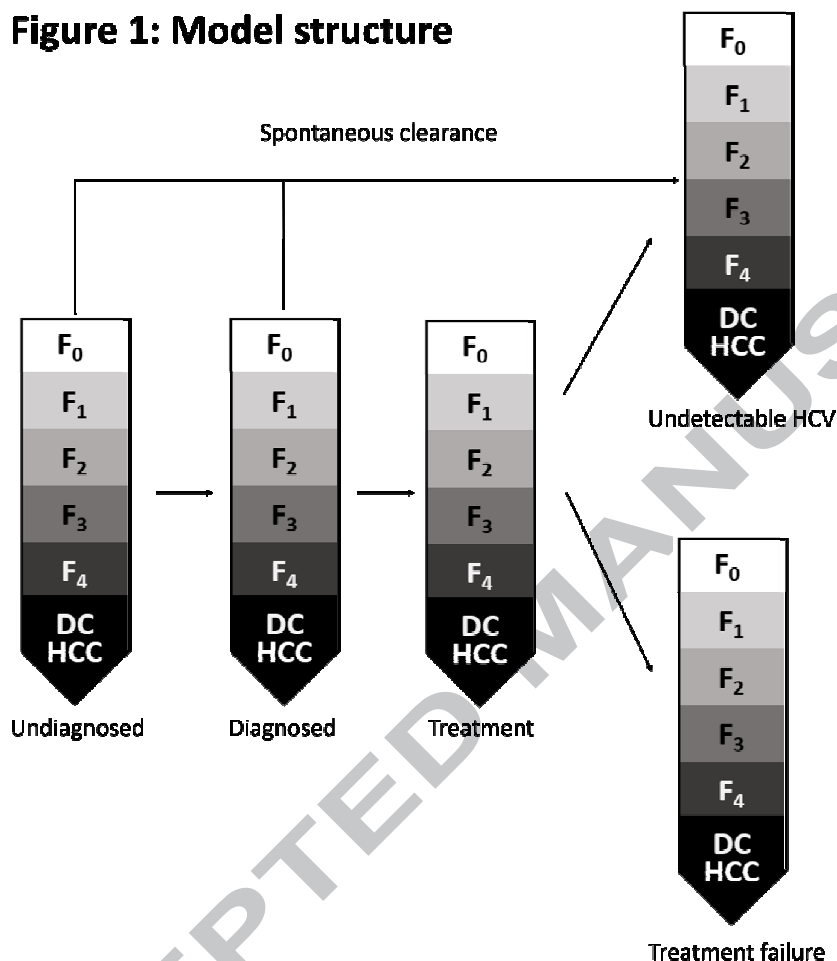 Figure 1: Model structure
Spontaneous clearance
F0
F1
F2
F3
F4
DC
HCC
Undetectable HCV
F0
F1
F2
F3
F4
DC
HCC
Undiagnosed
F0
F1
F2
F3
F4
DC
HCC
Diagnosed
F0
F1
F2
F3
F4
DC
HCC
Treatment
F0
F1
F2
F3
F4
DC
HCC
Treatment failure
EPTED MANUS